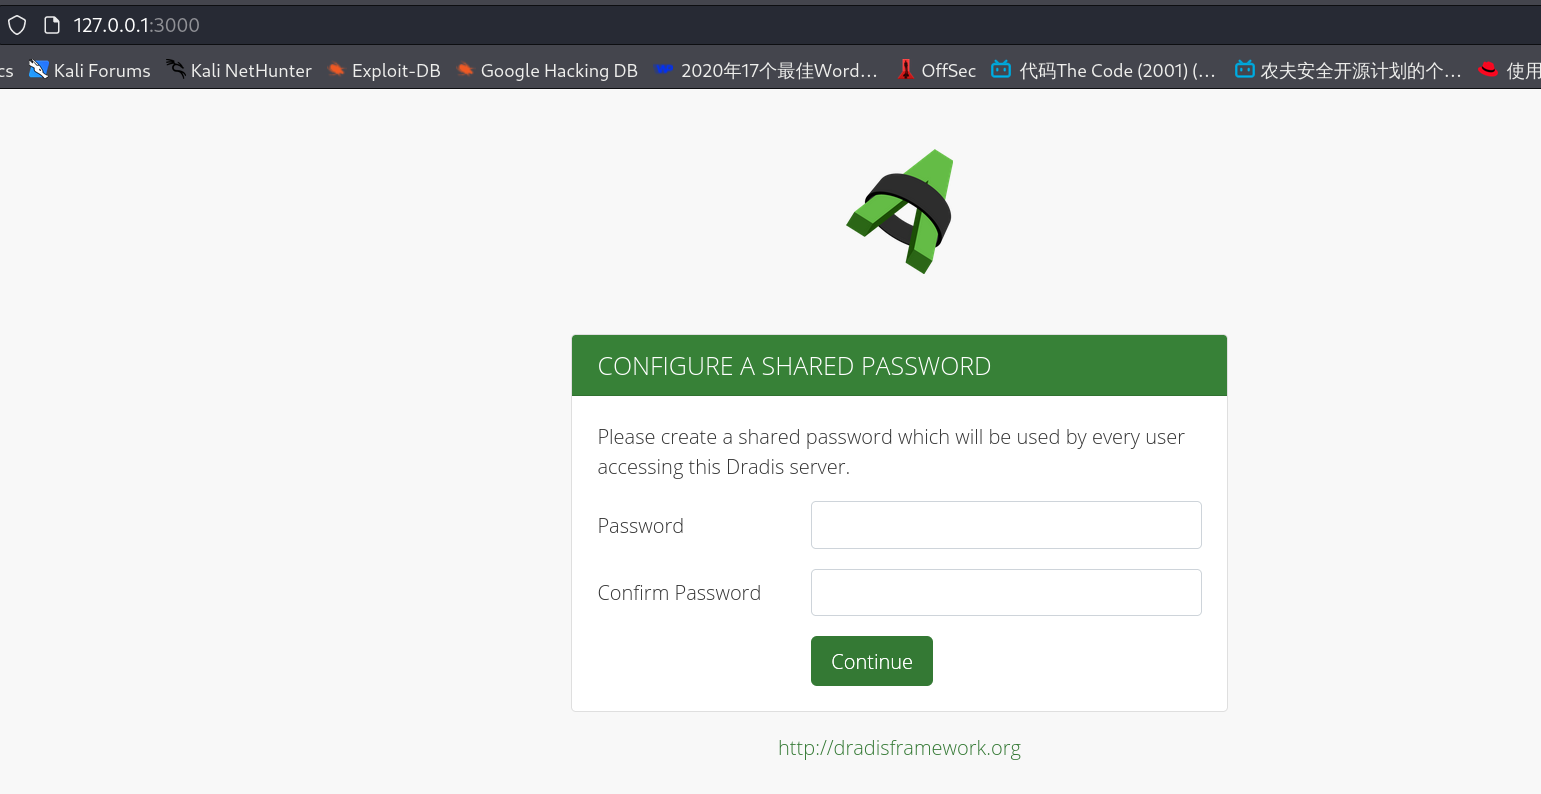 127.0.0.1:3000
cs Kali Forums Kali NetHunter Exploit-DB Google Hacking DB 2020年17个最佳Word… OffSec 代码The Code (2001) (… 农夫安全开源计划的个… 使用
CONFIGURE A SHARED PASSWORD
Please create a shared password which will be used by every user
accessing this Dradis server.
Password
Confirm Password
Continue
http://dradisframework.org